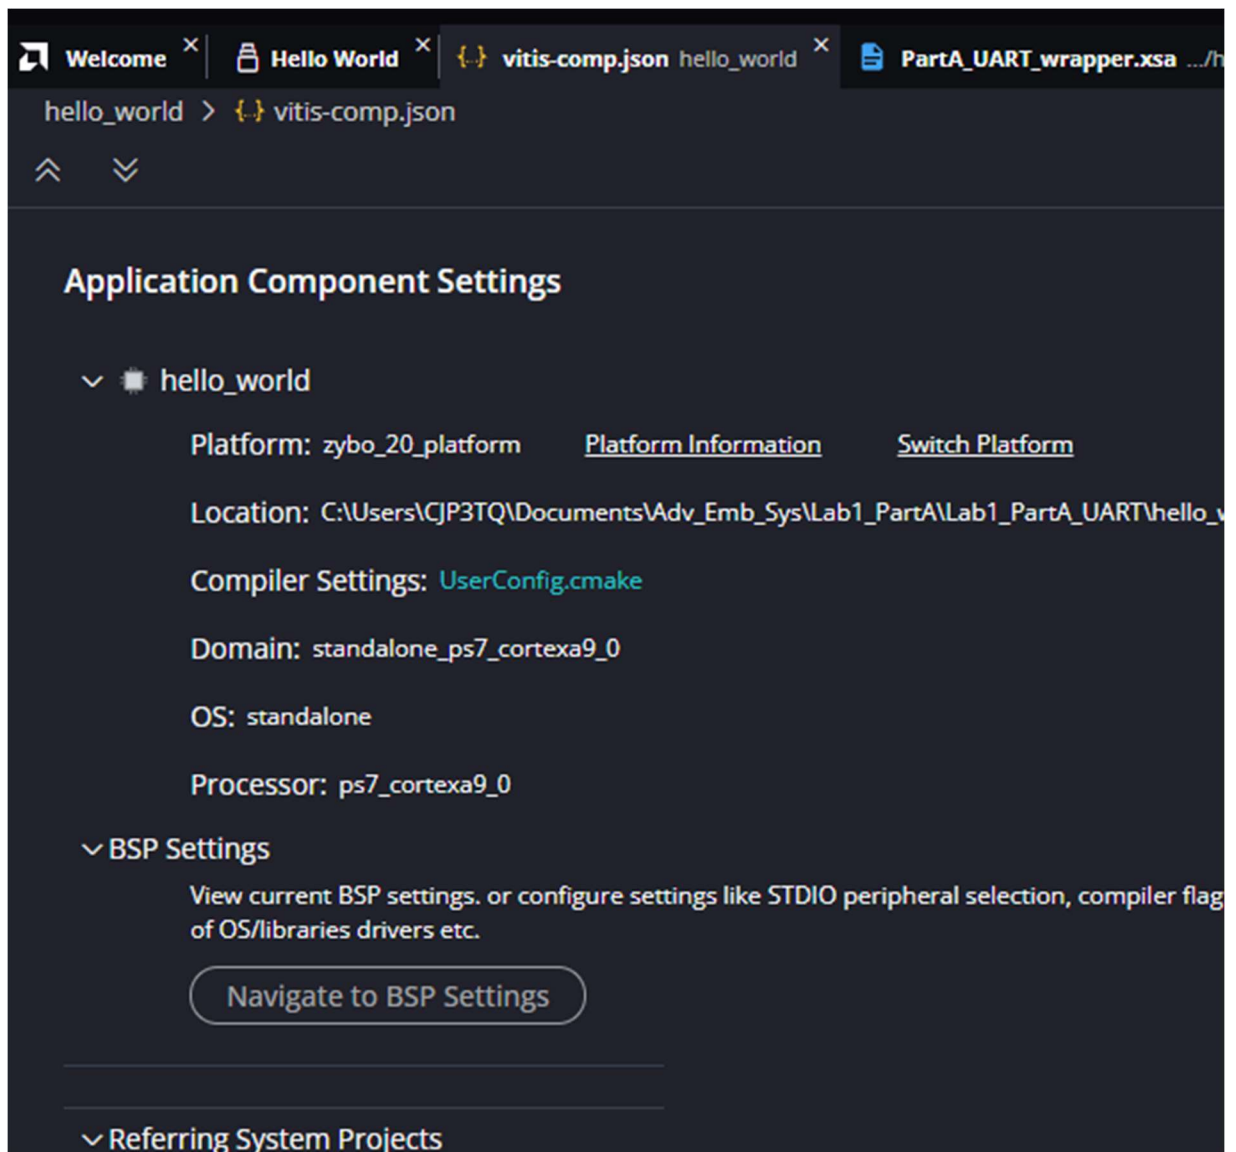 Welcome × Hello World × {..} vitis-comp.json hello_world × PartA_UART_wrapper.xsa .../h
hello_world > {..} vitis-comp.json
Application Component Settings
hello_world
Platform: zybo_20_platform Platform Information Switch Platform
Location: C:\Users\CJP3TQ\Documents\Adv_Emb_Sys\Lab1_PartA\Lab1_PartA_UART\hello_
Compiler Settings: UserConfig.cmake
Domain: standalone_ps7_cortexa9_0
OS: standalone
Processor: ps7_cortexa9_0
BSP Settings
View current BSP settings. or configure settings like STDIO peripheral selection, compiler flag
of OS/libraries drivers etc.
Navigate to BSP Settings
Referring System Projects